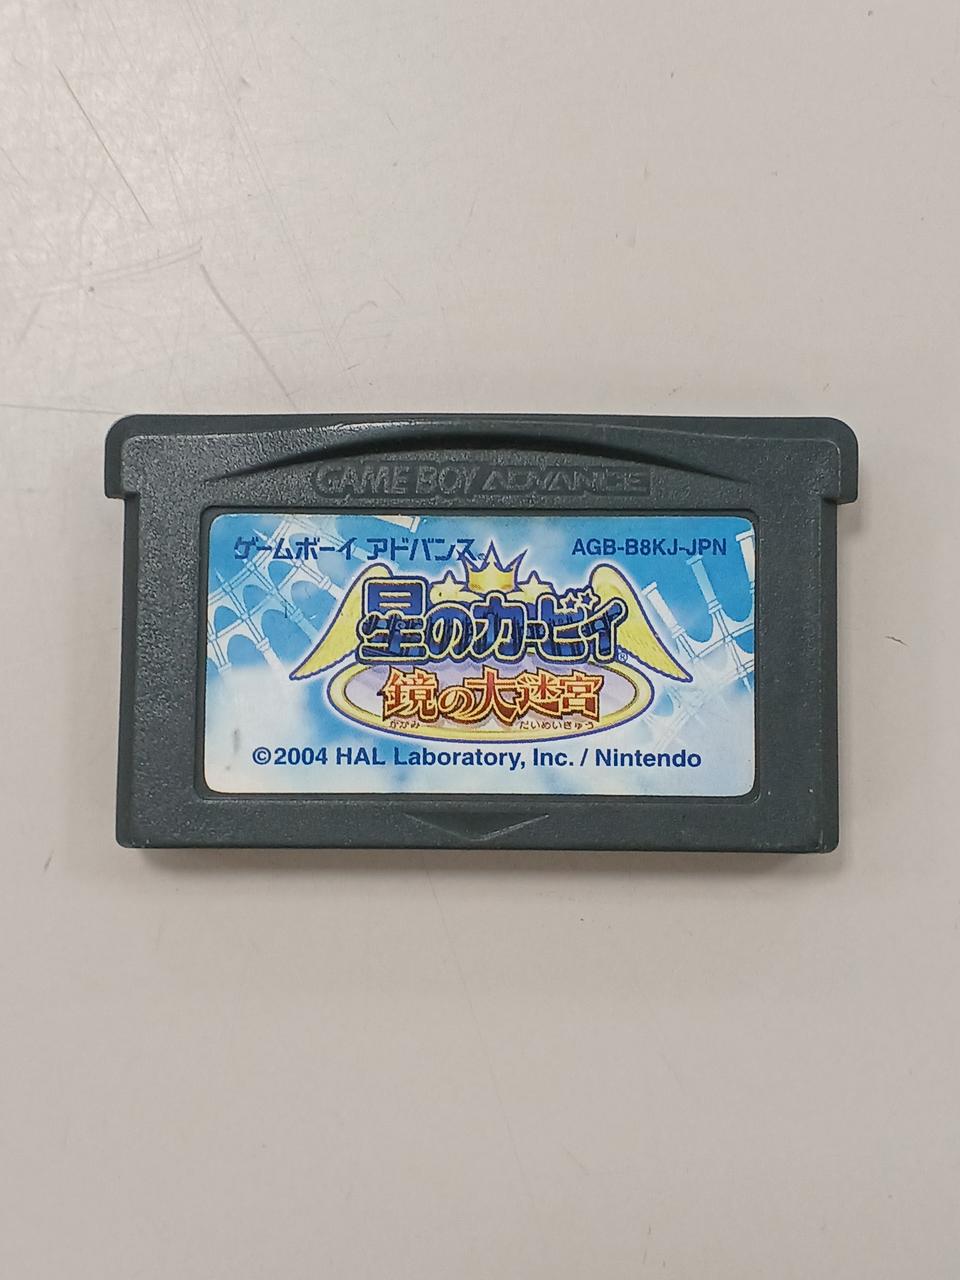 GAME BOY ADVANCE
ゲームボーイ アドバンス® AGB-B8KJ-JPN
星のカービィ®
鏡の大迷宮
かがみ だいめいきゅう
©2004 HAL Laboratory, Inc. / Nintendo